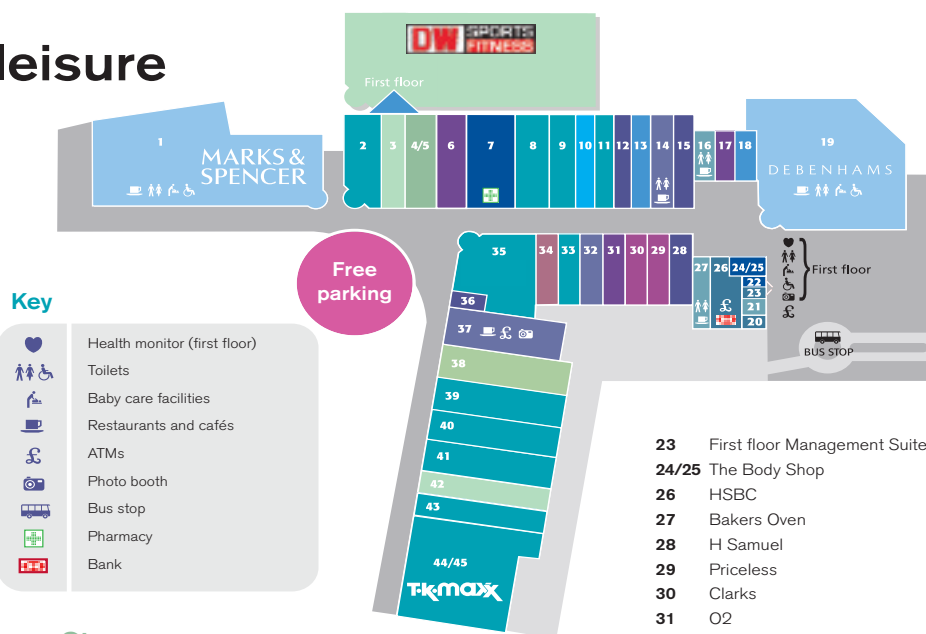 leisure
DW SPORTS
FITNESS
First floor
1
MARKS &
SPENCER
2
3
4/5
6
7
8
9
10
11
12
13
14
15
16
17
18
19
DEBENHAMS
35
34
33
32
31
30
29
28
27
26
24/25
22
23
21
20
First floor
Free
parking
BUS STOP
36
37
38
39
40
41
42
43
44/45
T·K·maxx
Key
Health monitor (first floor)
Toilets
Baby care facilities
Restaurants and cafés
£ ATMs
Photo booth
Bus stop
Pharmacy
Bank
23 First floor Management Suite
24/25 The Body Shop
26 HSBC
27 Bakers Oven
28 H Samuel
29 Priceless
30 Clarks
31 O2